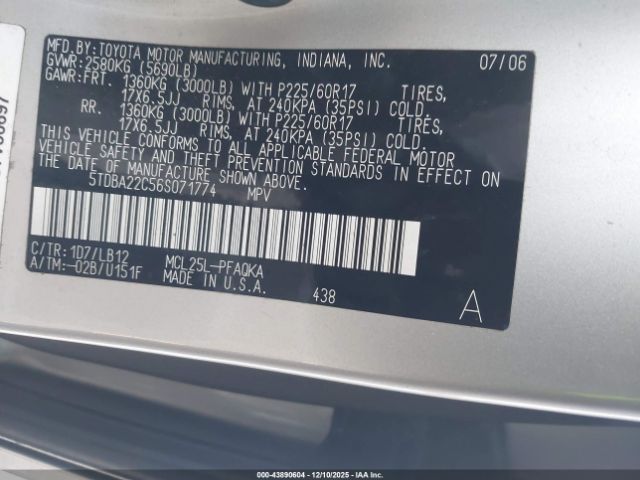 MFD.BY:TOYOTA MOTOR MANUFACTURING, INDIANA, INC. 07/06
GVWR:2580KG (5690LB)
GAWR:FRT. 1360KG (3000LB) WITH P225/60R17 TIRES,
17X6.5JJ RIMS, AT 240KPA (35PSI) COLD.
RR. 1360KG (3000LB) WITH P225/60R17 TIRES,
17X6.5JJ RIMS, AT 240KPA (35PSI) COLD.
THIS VEHICLE CONFORMS TO ALL APPLICABLE FEDERAL MOTOR
VEHICLE SAFETY AND THEFT PREVENTION STANDARDS IN EFFECT ON
THE DATE OF MANUFACTURE SHOWN ABOVE.
5TDBA22C56S071774 MPV
C/TR:1D7/LB12 MCL25L-PFAQKA
A/TM:-02B/U151F MADE IN U.S.A.
438 A
000-43890604 - 12/10/2025 - IAAI.COM